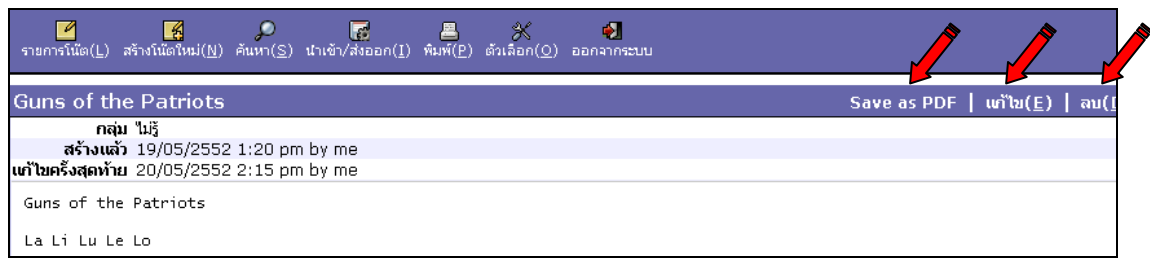 รายการโน้ต(L) สร้างโน้ตใหม่(N) ค้นหา(S) นำเข้า/ส่งออก(I) พิมพ์(P) ตัวเลือก(O) ออกจากระบบ
Guns of the Patriots Save as PDF | แก้ไข(E) | ลบ(
กลุ่ม ไม่รู้
สร้างแล้ว 19/05/2552 1:20 pm by me
แก้ไขครั้งสุดท้าย 20/05/2552 2:15 pm by me
Guns of the Patriots
La Li Lu Le Lo